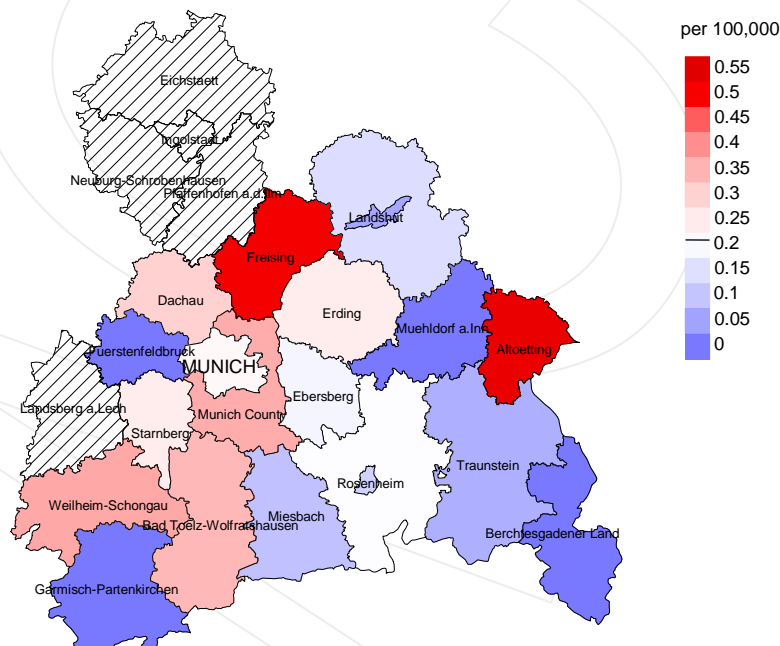 per 100,000
0.55
0.5
0.45
0.4
0.35
0.3
0.25
0.2
0.15
0.1
0.05
0
Eichstaett
Ingolstadt
Neuburg-Schrobenhausen
Pfaffenhofen a.d.Ilm
Landshut
Freising
Dachau
Erding
Muehldorf a.Inn
Altoetting
Fuerstenfeldbruck
MUNICH
Ebersberg
Landsberg a.Lech
Munich County
Starnberg
Traunstein
Rosenheim
Weilheim-Schongau
Miesbach
Bad Toelz-Wolfratshausen
Berchtesgadener Land
Garmisch-Partenkirchen